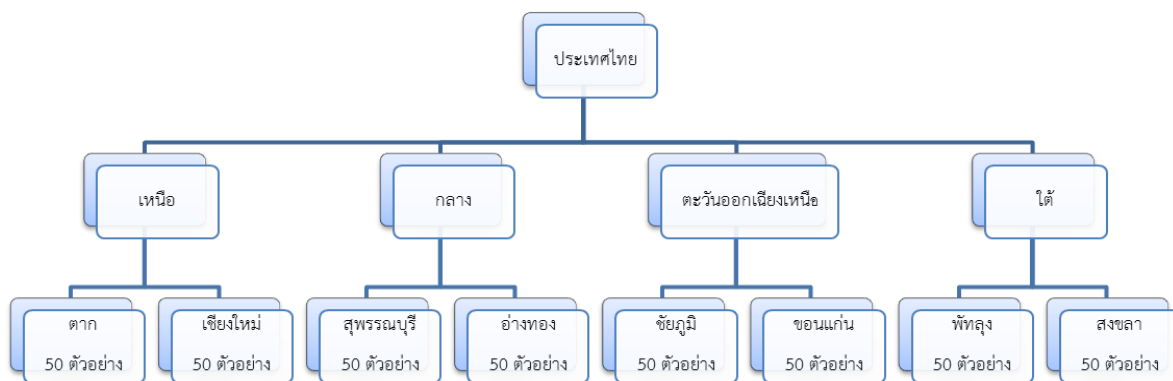 ประเทศไทย
เหนือ
กลาง
ตะวันออกเฉียงเหนือ
ใต้
ตาก
50 ตัวอย่าง
เชียงใหม่
50 ตัวอย่าง
สุพรรณบุรี
50 ตัวอย่าง
อ่างทอง
50 ตัวอย่าง
ชัยภูมิ
50 ตัวอย่าง
ขอนแก่น
50 ตัวอย่าง
พัทลุง
50 ตัวอย่าง
สงขลา
50 ตัวอย่าง